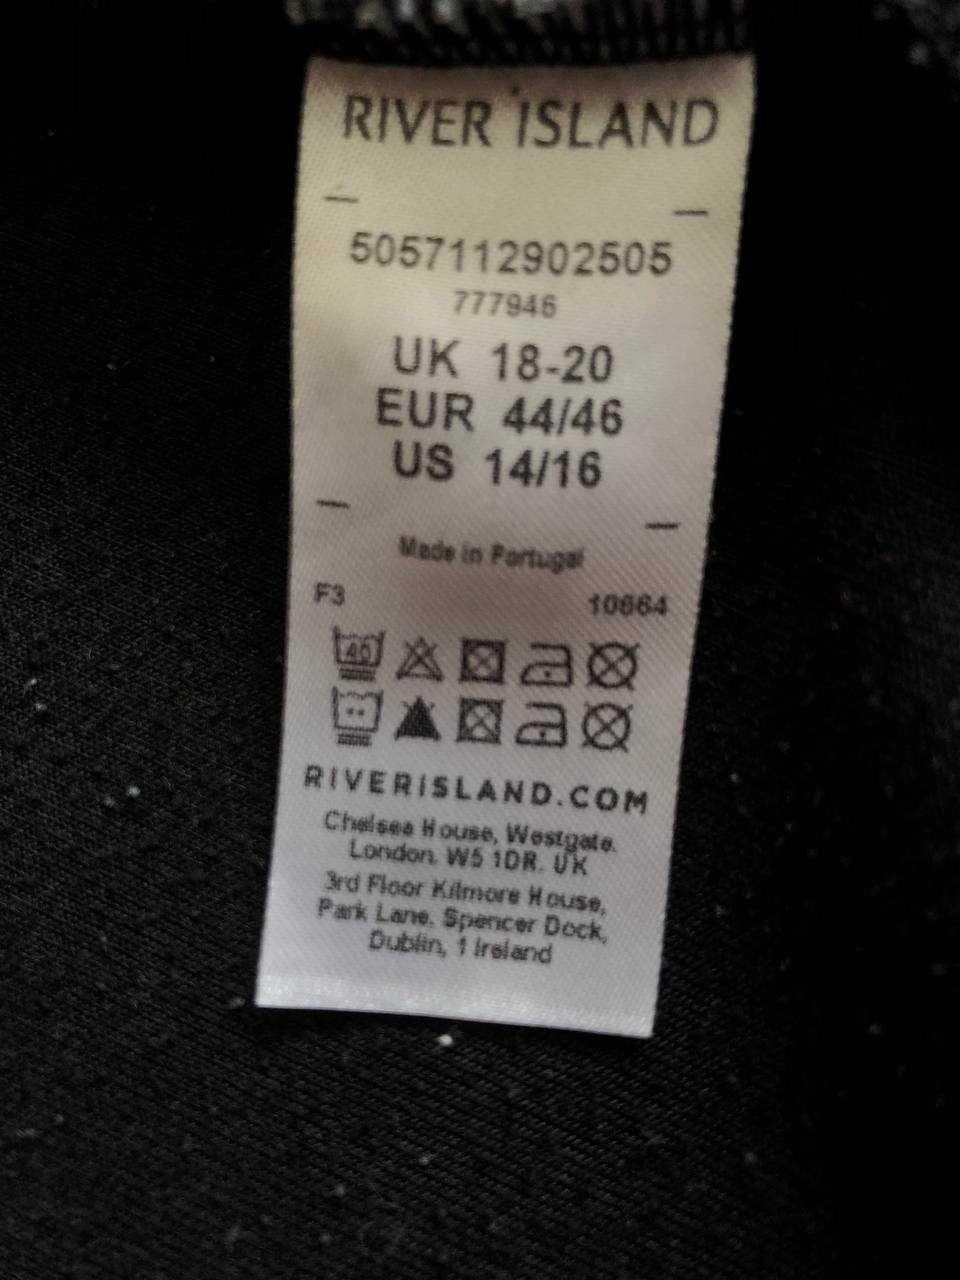 RIVER ISLAND
5057112902505
777946
UK 18-20
EUR 44/46
US 14/16
Made in Portugal
F3 10664
40
RIVERISLAND.COM
Chelsea House, Westgate.
London. W5 1DR. UK
3rd Floor Kilmore House,
Park Lane. Spencer Dock,
Dublin, 1 Ireland